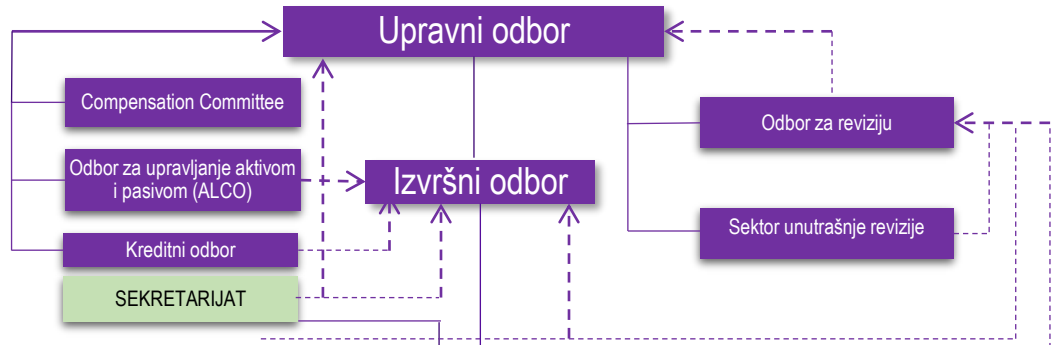 Upravni odbor
Compensation Committee
Odbor za reviziju
Odbor za upravljanje aktivom
i pasivom (ALCO)
Izvršni odbor
Sektor unutrašnje revizije
Kreditni odbor
SEKRETARIJAT